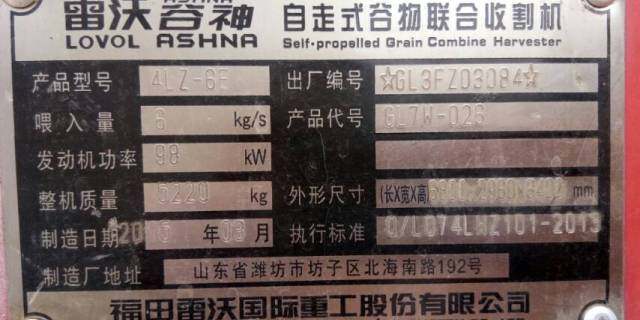 雷沃谷神 ASHNA 自走式谷物联合收割机
LOVOL ASHNA Self-propelled Grain Combine Harvester
产品型号 4LZ-6E 出厂编号 ☆GL3FZ03084☆
喂入量 6 kg/s 产品代号 GL7W-02B
发动机功率 98 kW
整机质量 5220 kg 外形尺寸 (长X宽X高) mm
制造日期 年 03 月 执行标准
制造厂地址 山东省潍坊市坊子区北海南路192号
福田雷沃国际重工股份有限公司